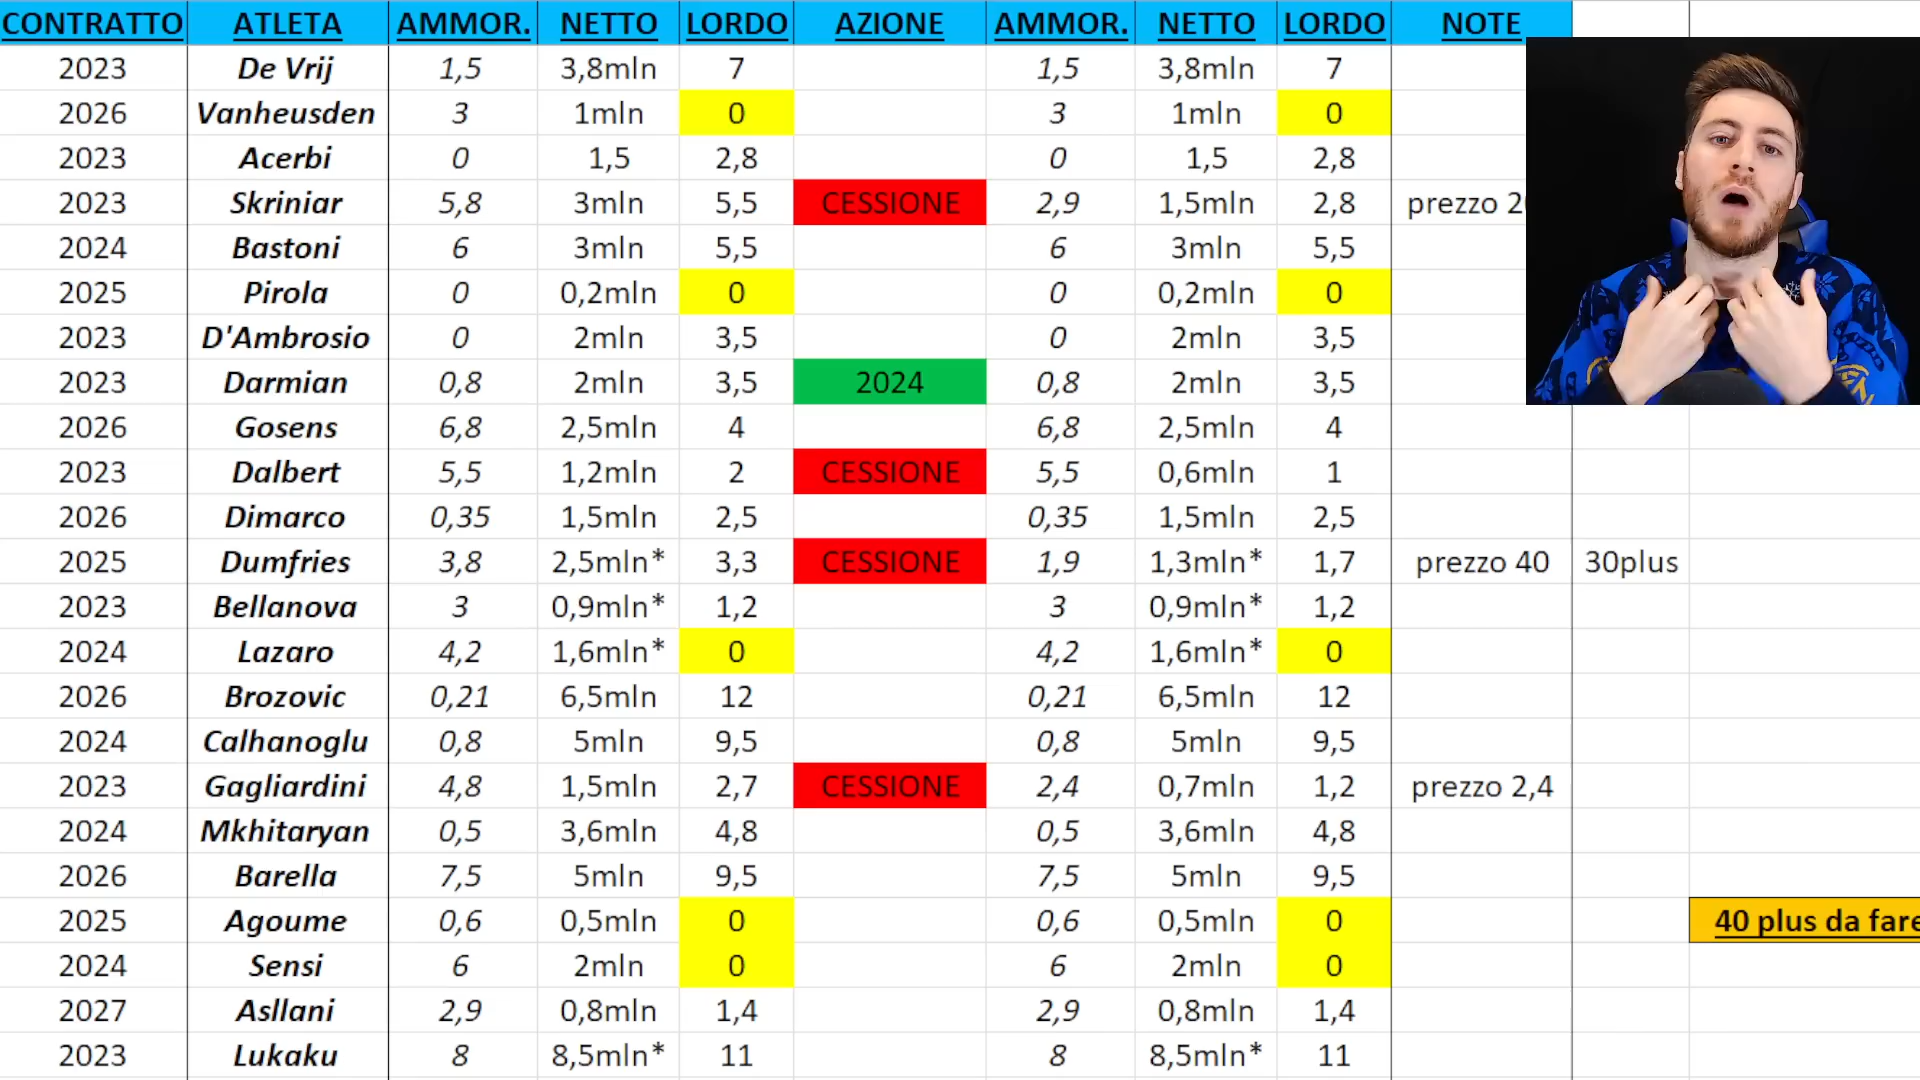 CONTRATTO ATLETA AMMOR. NETTO LORDO AZIONE AMMOR. NETTO LORDO NOTE
2023 De Vrij 1,5 3,8mln 7 1,5 3,8mln 7
2026 Vanheusden 3 1mln 0 3 1mln 0
2023 Acerbi 0 1,5 2,8 0 1,5 2,8
2023 Skriniar 5,8 3mln 5,5 CESSIONE 2,9 1,5mln 2,8 prezzo
2024 Bastoni 6 3mln 5,5 6 3mln 5,5
2025 Pirola 0 0,2mln 0 0 0,2mln 0
2023 D'Ambrosio 0 2mln 3,5 0 2mln 3,5
2023 Darmian 0,8 2mln 3,5 2024 0,8 2mln 3,5
2026 Gosens 6,8 2,5mln 4 6,8 2,5mln 4
2023 Dalbert 5,5 1,2mln 2 CESSIONE 5,5 0,6mln 1
2026 Dimarco 0,35 1,5mln 2,5 0,35 1,5mln 2,5
2025 Dumfries 3,8 2,5mln* 3,3 CESSIONE 1,9 1,3mln* 1,7 prezzo 40 30plus
2023 Bellanova 3 0,9mln* 1,2 3 0,9mln* 1,2
2024 Lazaro 4,2 1,6mln* 0 4,2 1,6mln* 0
2026 Brozovic 0,21 6,5mln 12 0,21 6,5mln 12
2024 Calhanoglu 0,8 5mln 9,5 0,8 5mln 9,5
2023 Gagliardini 4,8 1,5mln 2,7 CESSIONE 2,4 0,7mln 1,2 prezzo 2,4
2024 Mkhitaryan 0,5 3,6mln 4,8 0,5 3,6mln 4,8
2026 Barella 7,5 5mln 9,5 7,5 5mln 9,5
2025 Agoume 0,6 0,5mln 0 0,6 0,5mln 0 40 plus da fare
2024 Sensi 6 2mln 0 6 2mln 0
2027 Asllani 2,9 0,8mln 1,4 2,9 0,8mln 1,4
2023 Lukaku 8 8,5mln* 11 8 8,5mln* 11